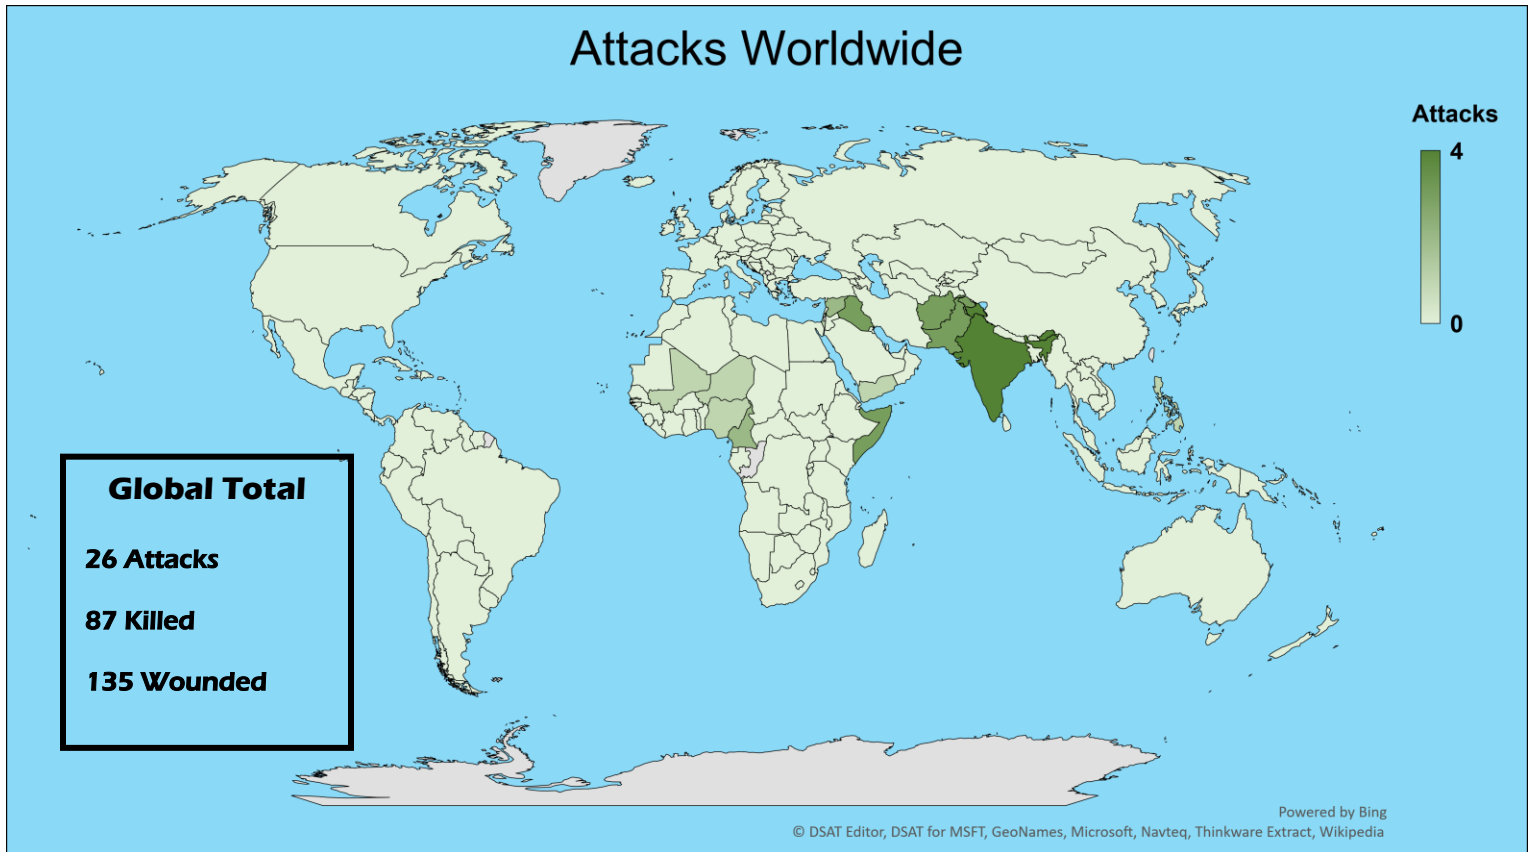 Attacks Worldwide
Attacks
4
0
Global Total
26 Attacks
87 Killed
135 Wounded
Powered by Bing
© DSAT Editor, DSAT for MSFT, GeoNames, Microsoft, Navteq, Thinkware Extract, Wikipedia